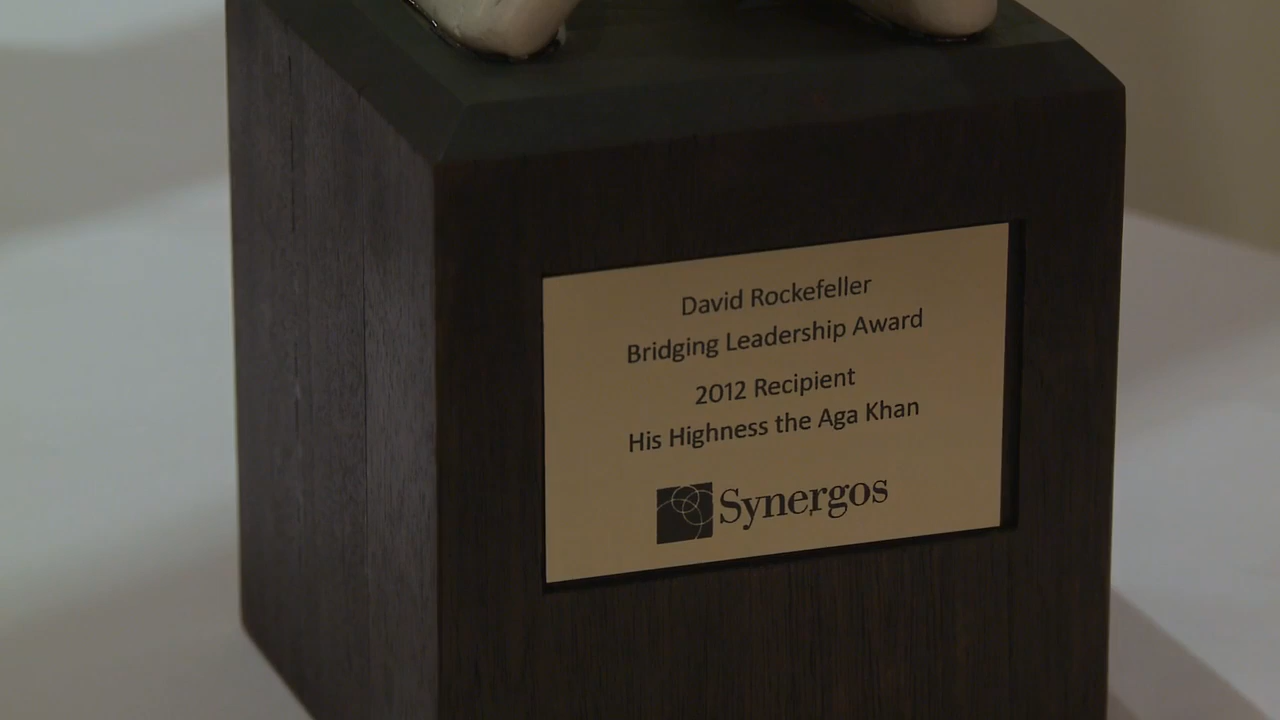 David Rockefeller
Bridging Leadership Award
2012 Recipient
His Highness the Aga Khan
Synergos